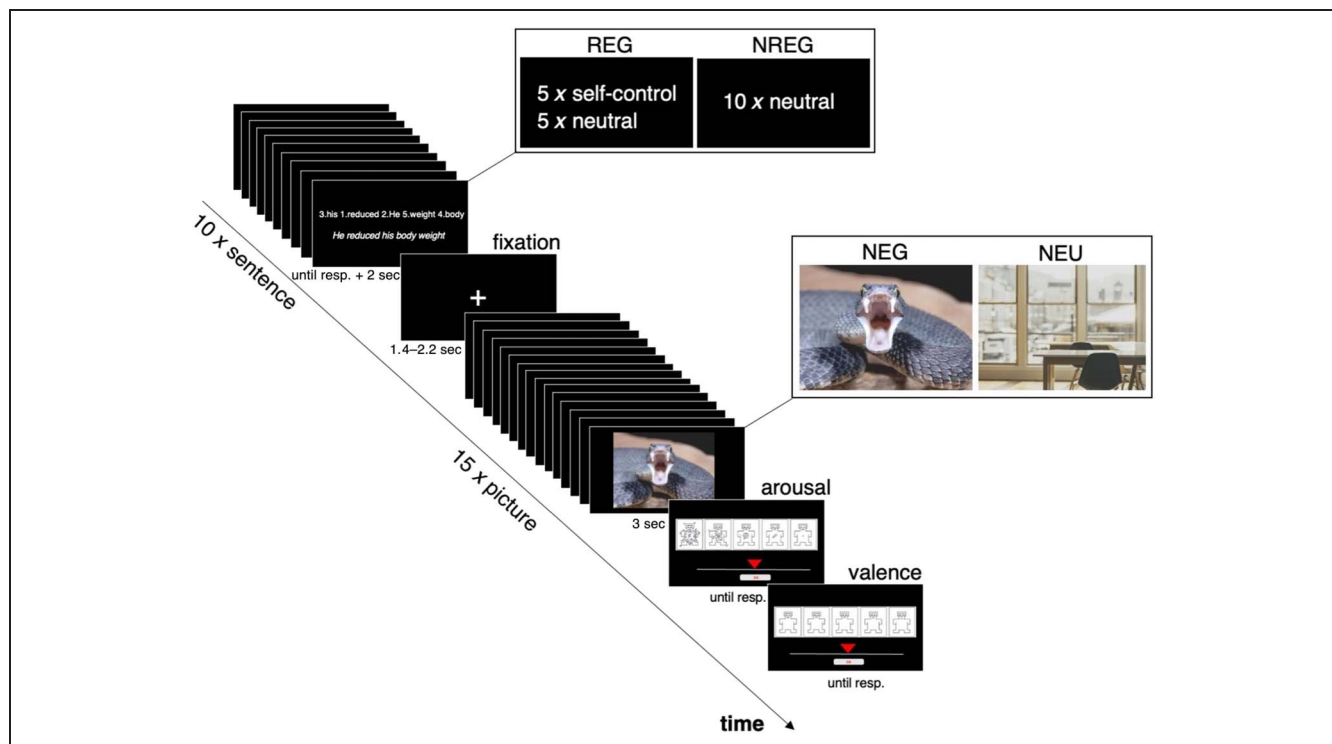 REG
NREG
5 x self-control
5 x neutral
10 x neutral
3.his 1.reduced 2.He 5.weight 4.body
He reduced his body weight
until resp. + 2 sec
10 x sentence
fixation
+
1.4–2.2 sec
NEG
NEU
15 x picture
3 sec
arousal
until resp.
valence
until resp.
time